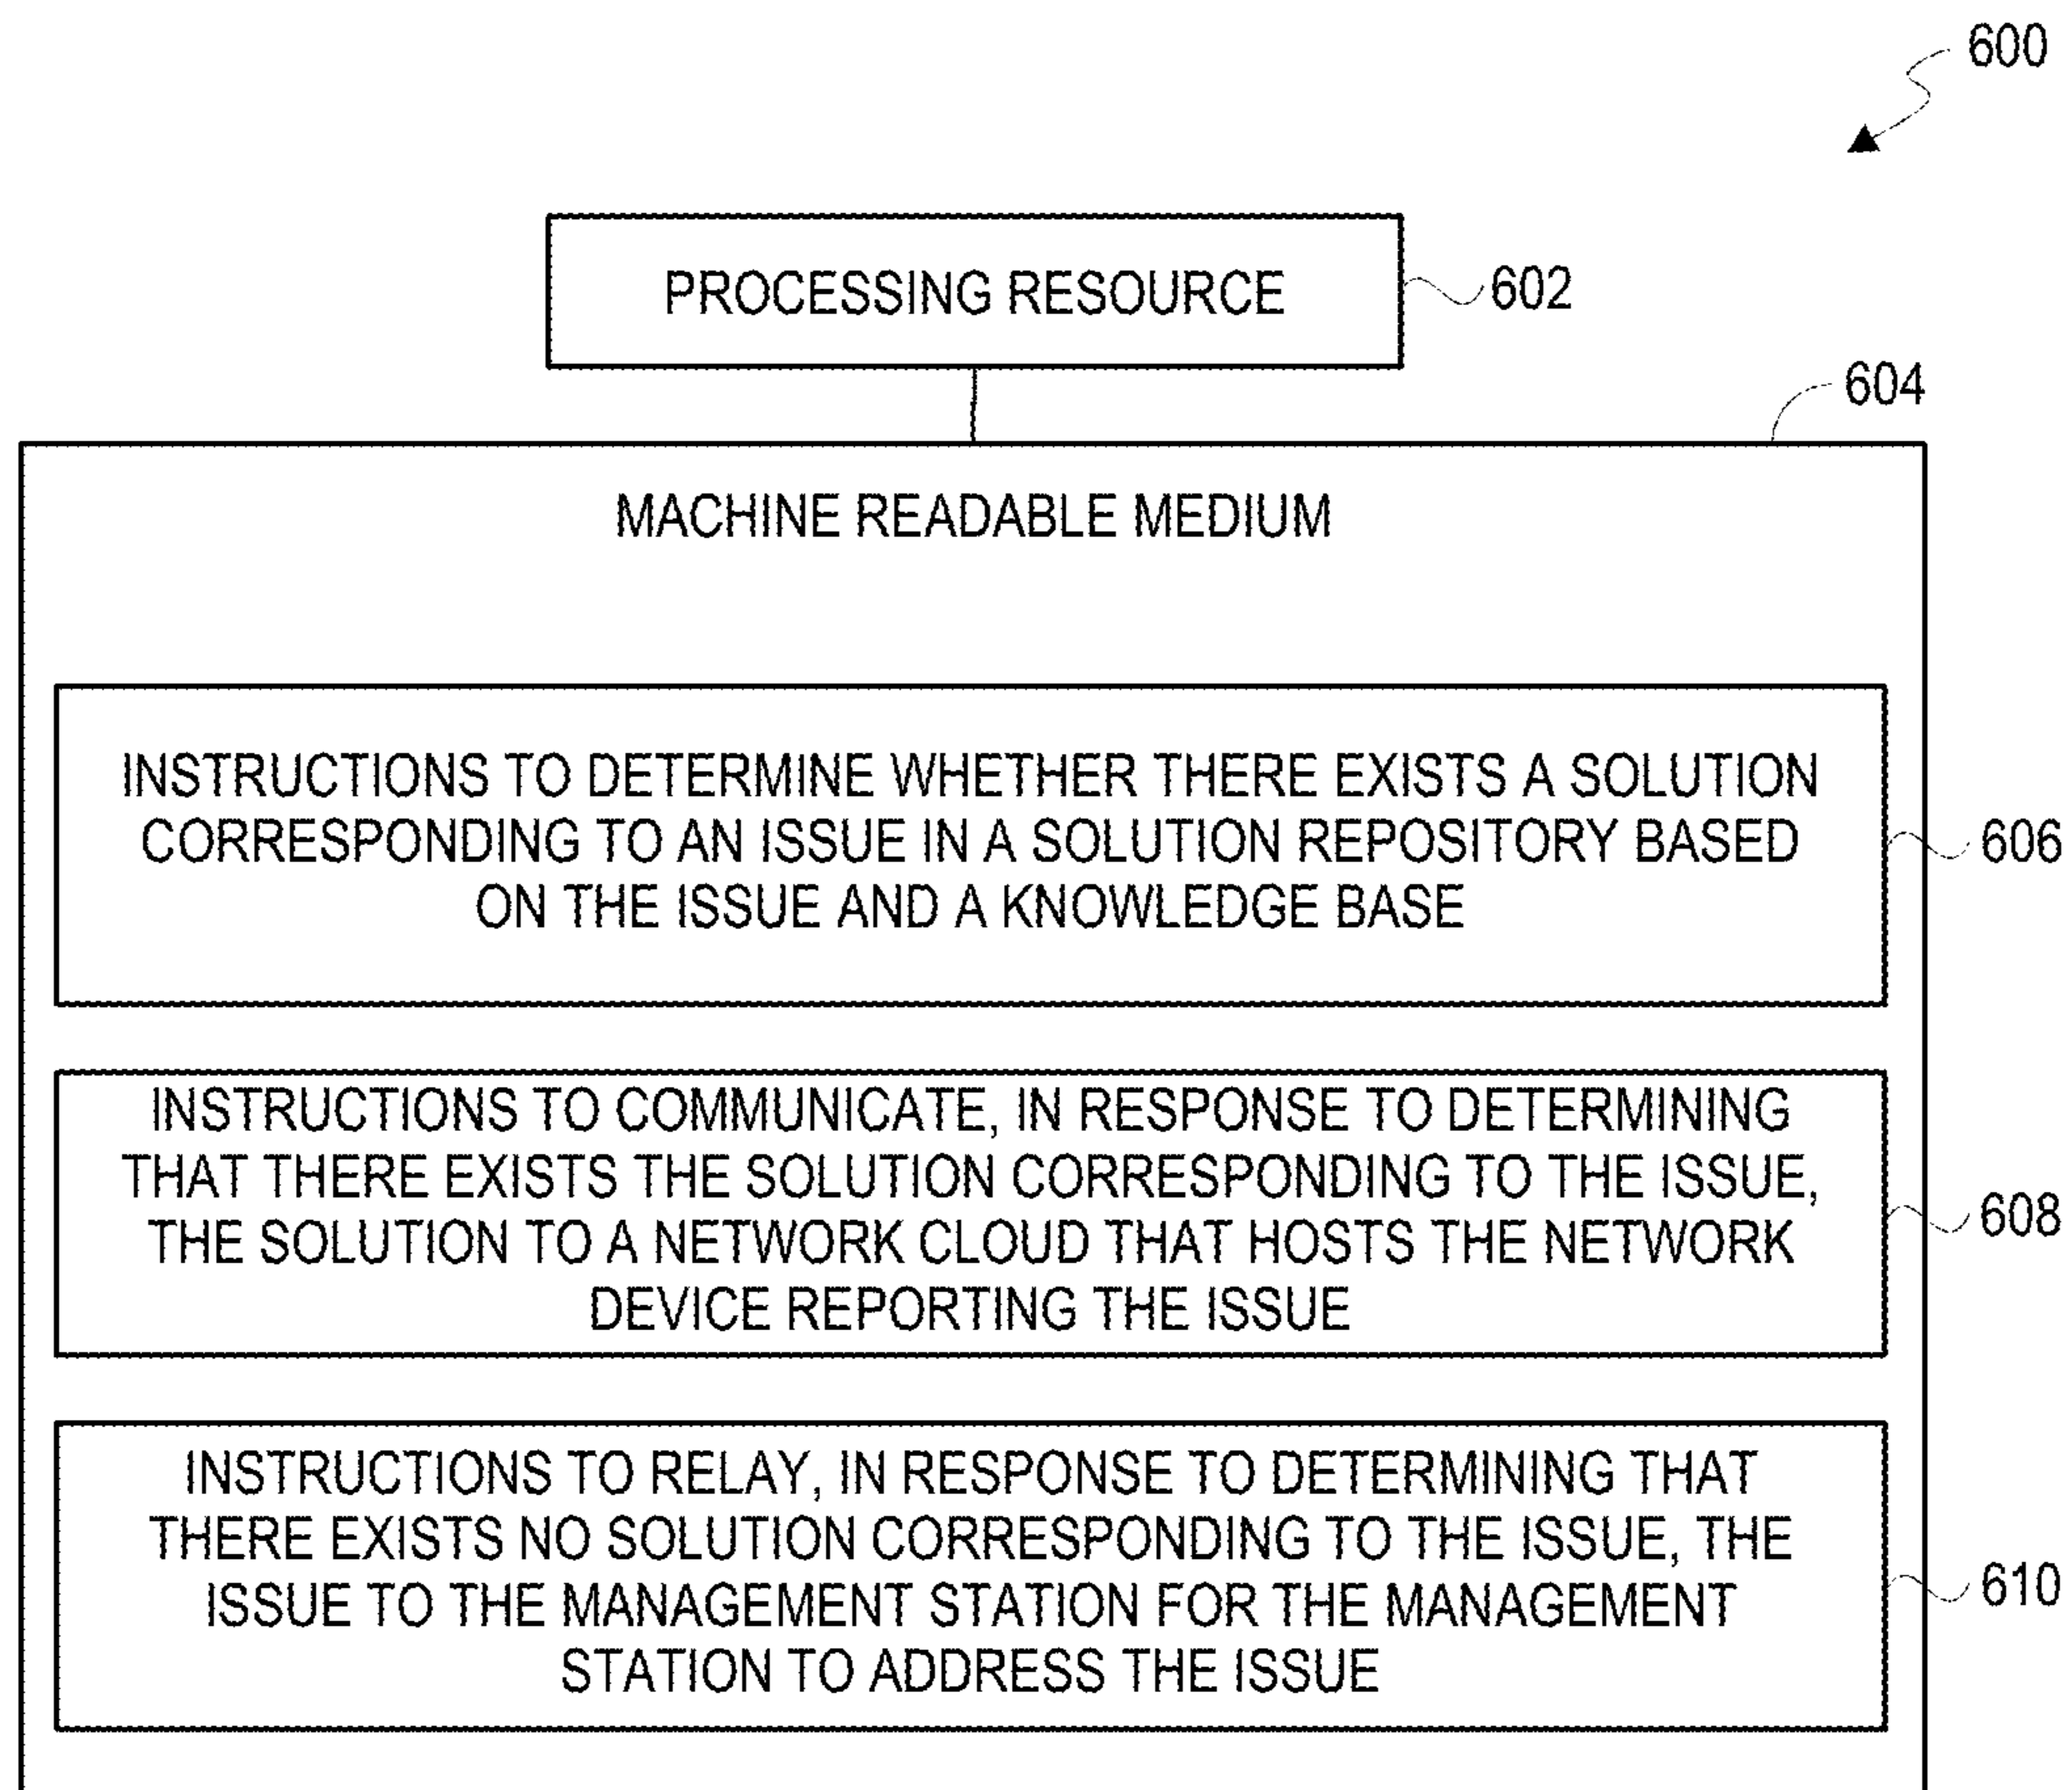 600
PROCESSING RESOURCE
602
604
MACHINE READABLE MEDIUM
INSTRUCTIONS TO DETERMINE WHETHER THERE EXISTS A SOLUTION
CORRESPONDING TO AN ISSUE IN A SOLUTION REPOSITORY BASED
ON THE ISSUE AND A KNOWLEDGE BASE
606
INSTRUCTIONS TO COMMUNICATE, IN RESPONSE TO DETERMINING
THAT THERE EXISTS THE SOLUTION CORRESPONDING TO THE ISSUE,
THE SOLUTION TO A NETWORK CLOUD THAT HOSTS THE NETWORK
DEVICE REPORTING THE ISSUE
608
INSTRUCTIONS TO RELAY, IN RESPONSE TO DETERMINING THAT
THERE EXISTS NO SOLUTION CORRESPONDING TO THE ISSUE, THE
ISSUE TO THE MANAGEMENT STATION FOR THE MANAGEMENT
STATION TO ADDRESS THE ISSUE
610